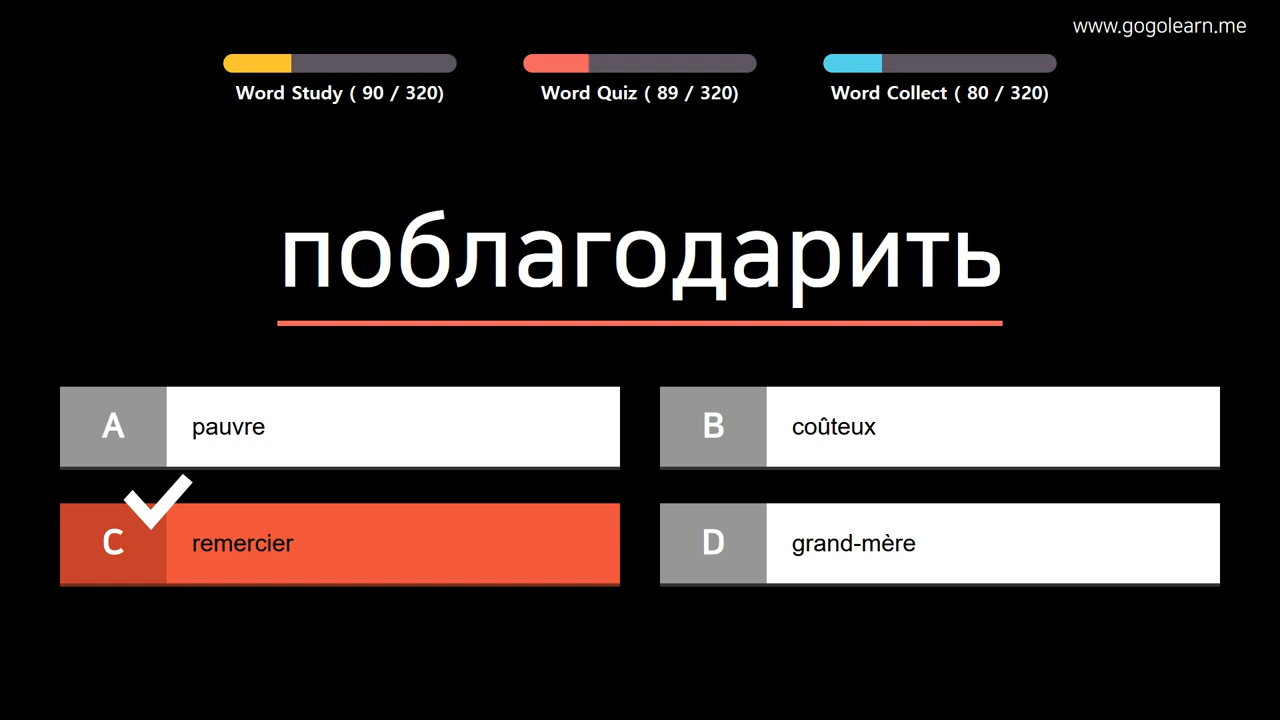 www.gogolearn.me
Word Study ( 90 / 320)
Word Quiz ( 89 / 320)
Word Collect ( 80 / 320)
поблагодарить
A pauvre
B coûteux
C remercier
D grand-mère